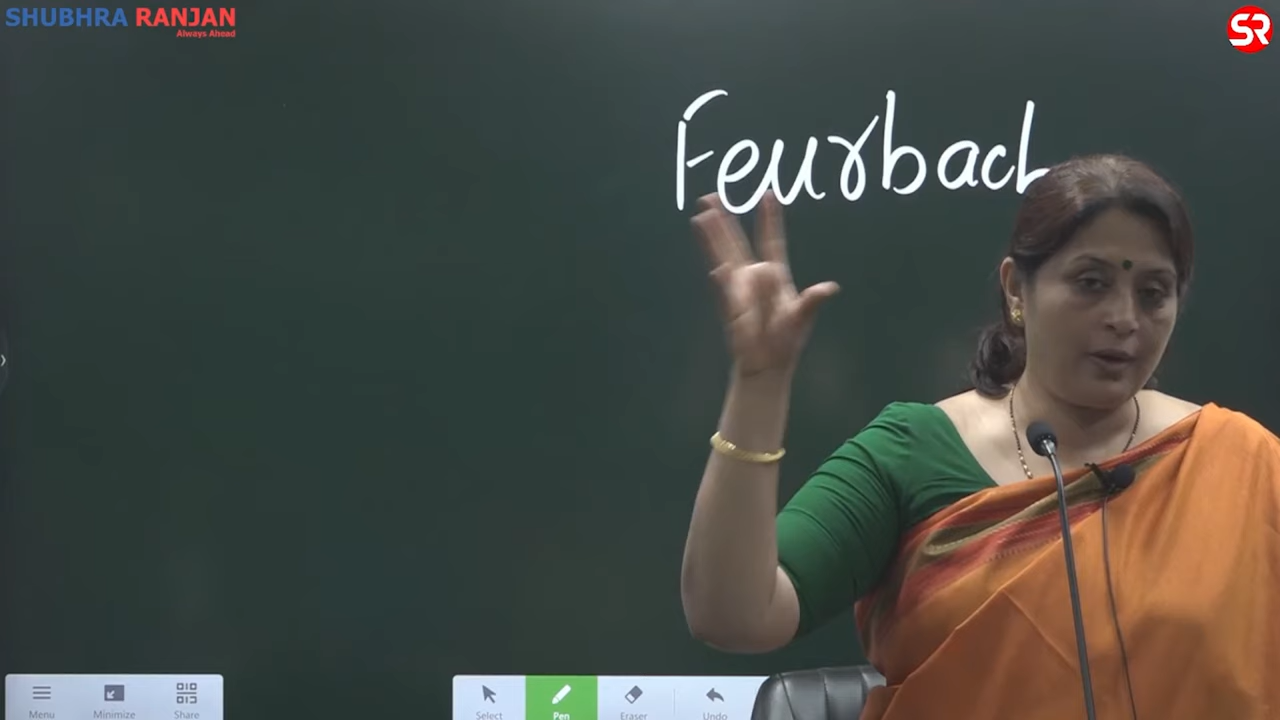 SHUBHRA RANJAN
Always Ahead
SR
Feurbach
Menu
Minimize
Share
Select
Pen
Eraser
Undo